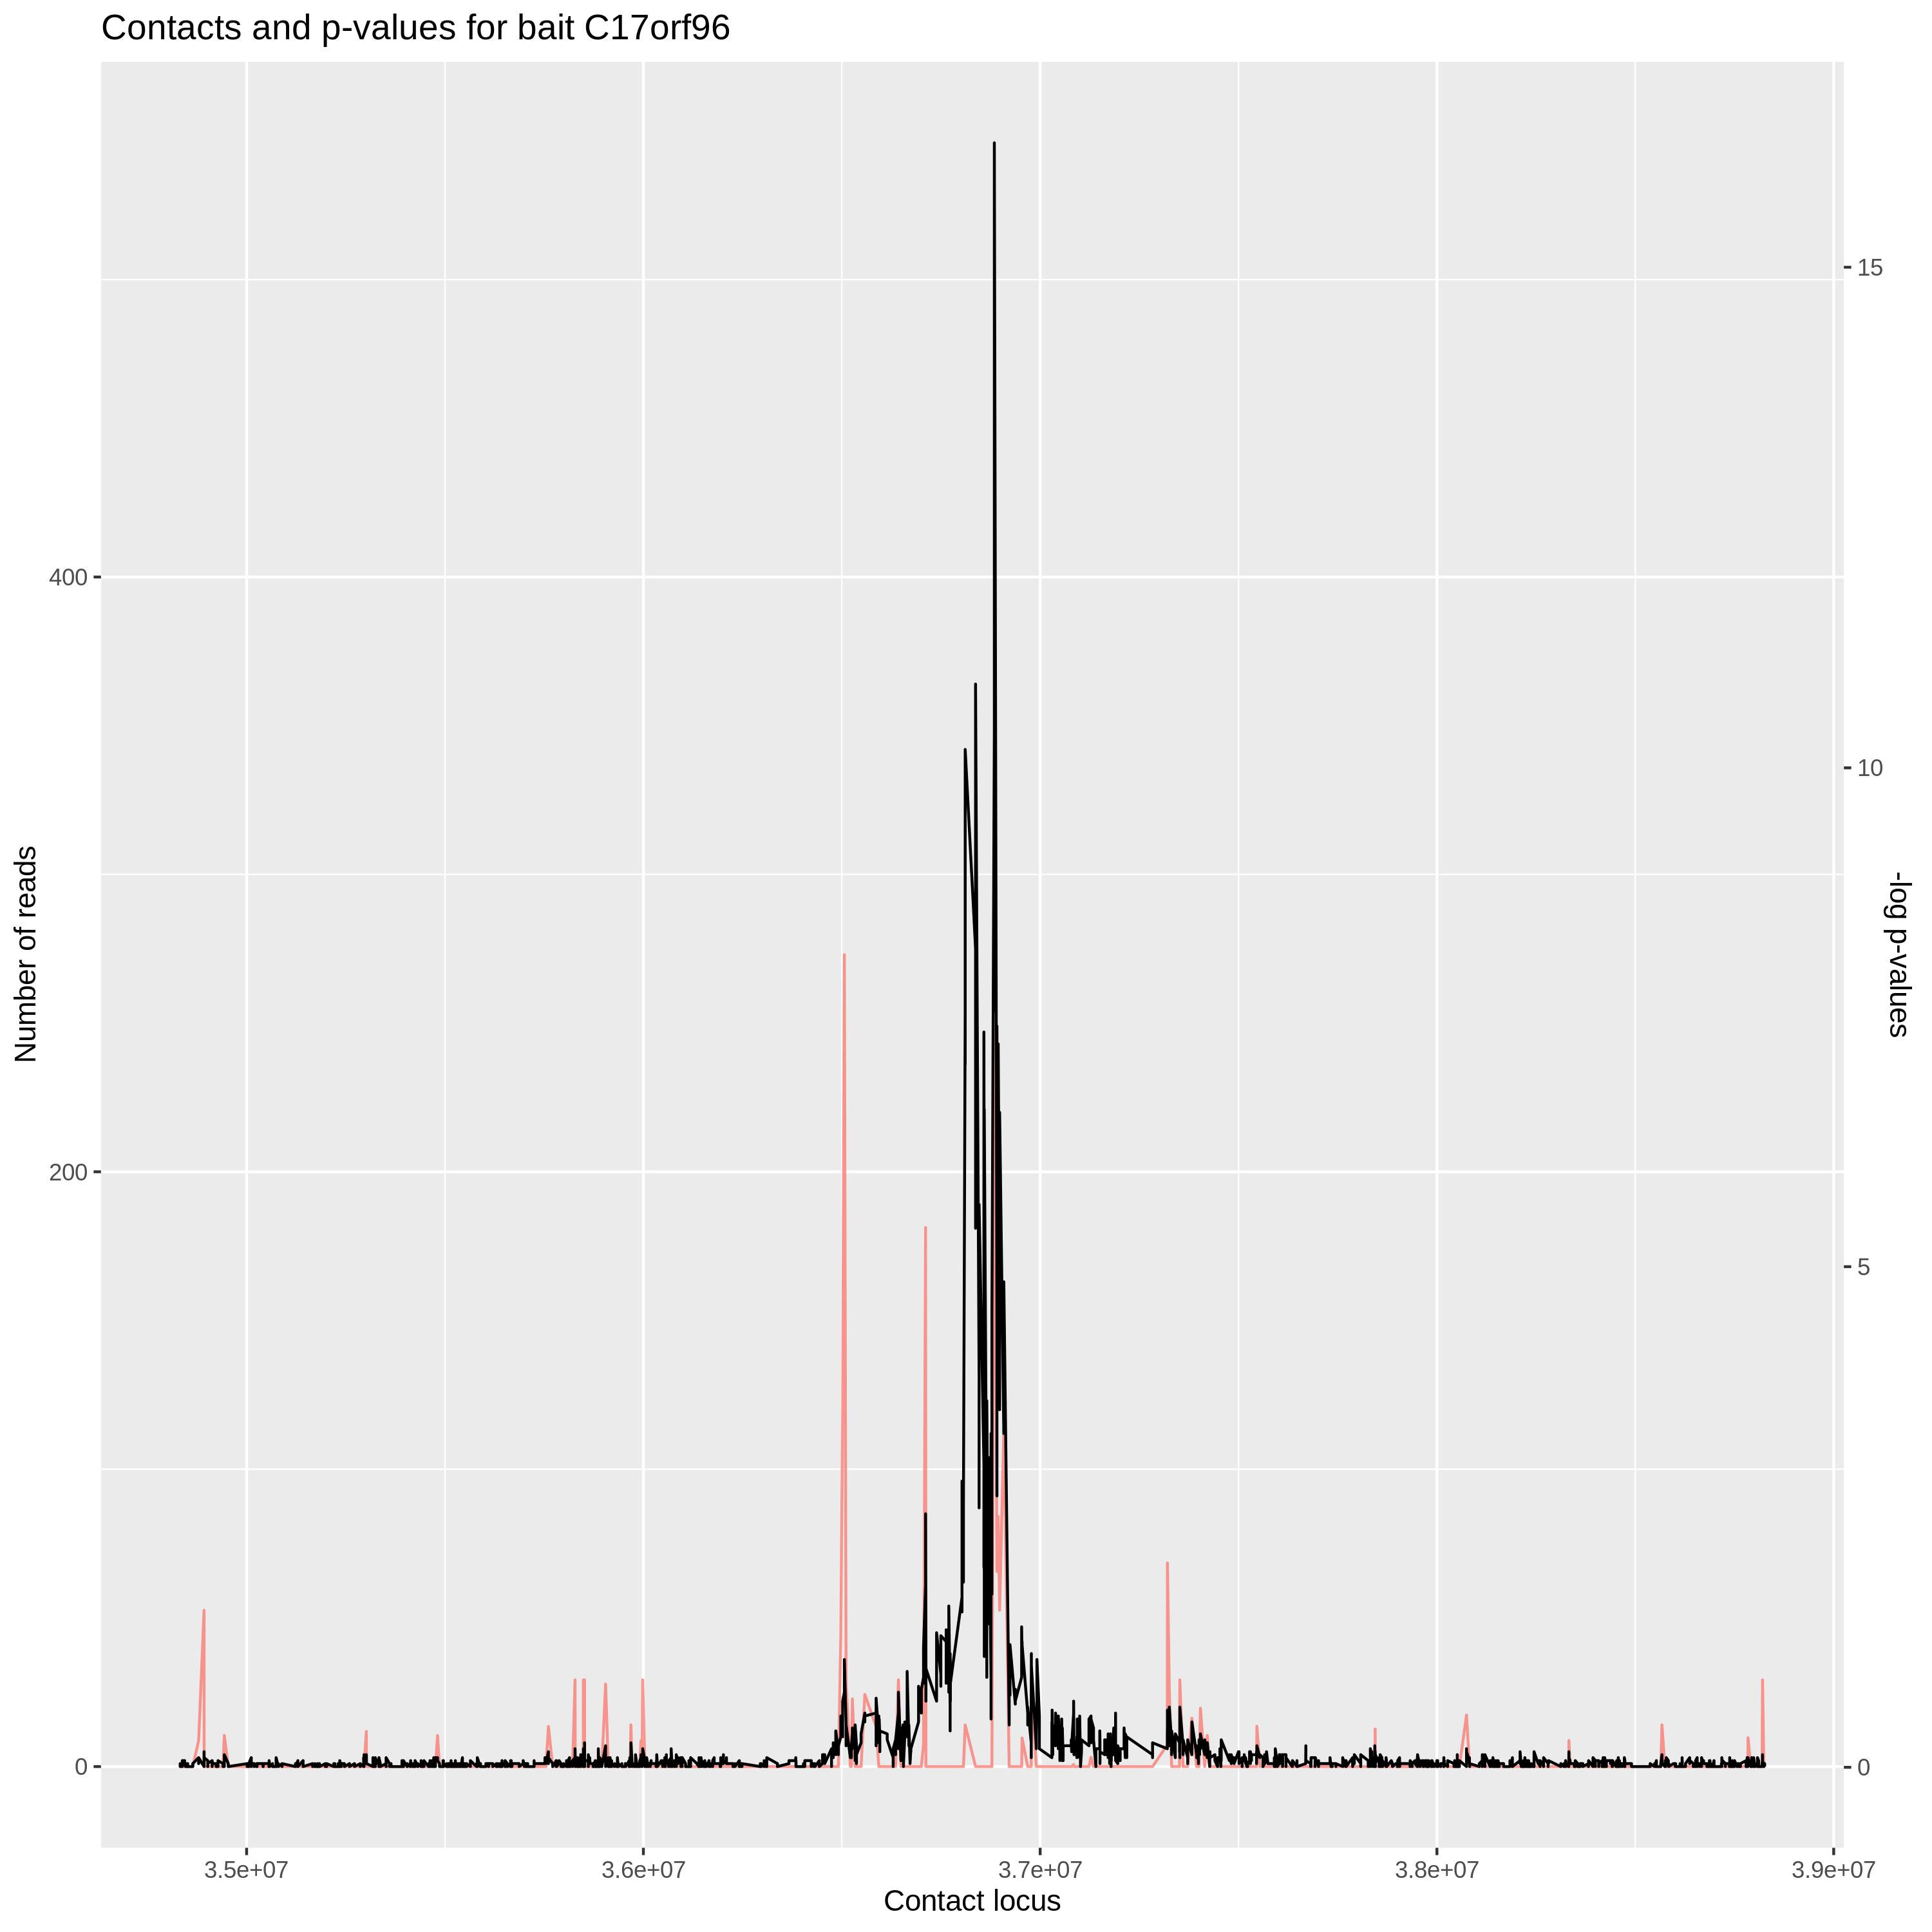 Contacts and p-values for bait C17orf96
Number of reads
400
200
0
15
10
5
0
-log p-values
3.5e+07
3.6e+07
3.7e+07
3.8e+07
3.9e+07
Contact locus